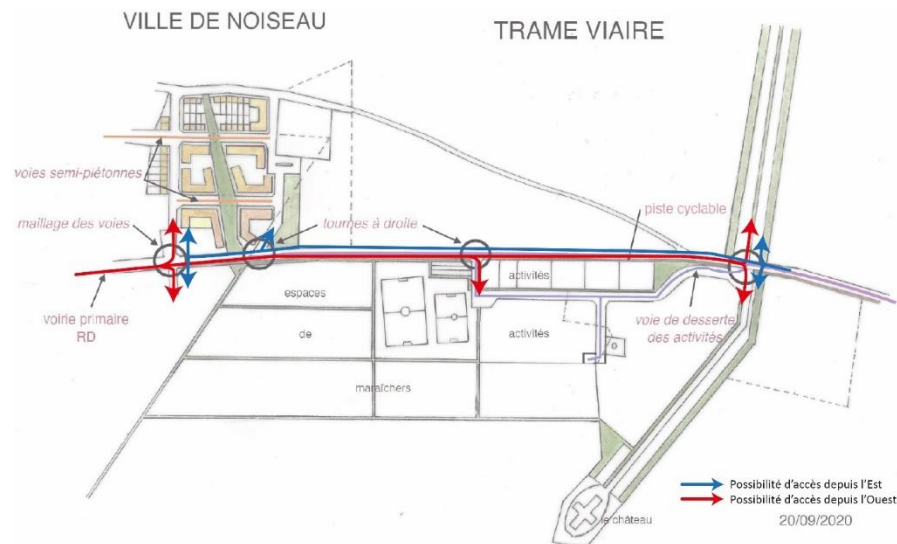 VILLE DE NOISEAU
TRAME VIAIRE
voies semi-piétonnes
maillage des voies
tournes à droite
piste cyclable
activités
espaces
voirie primaire
RD
de
activités
voie de desserte
des activités
maraîchers
Possibilité d'accès depuis l'Est
Possibilité d'accès depuis l'Ouest
le château
20/09/2020